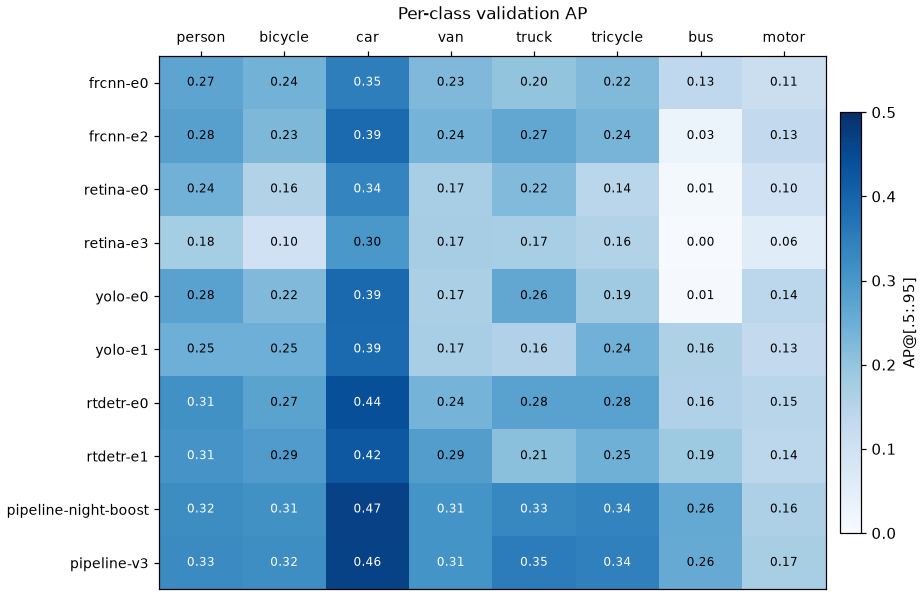 Per-class validation AP
person bicycle car van truck tricycle bus motor
frcnn-e0 0.27 0.24 0.35 0.23 0.20 0.22 0.13 0.11
frcnn-e2 0.28 0.23 0.39 0.24 0.27 0.24 0.03 0.13
retina-e0 0.24 0.16 0.34 0.17 0.22 0.14 0.01 0.10
retina-e3 0.18 0.10 0.30 0.17 0.17 0.16 0.00 0.06
yolo-e0 0.28 0.22 0.39 0.17 0.26 0.19 0.01 0.14
yolo-e1 0.25 0.25 0.39 0.17 0.16 0.24 0.16 0.13
rtdetr-e0 0.31 0.27 0.44 0.24 0.28 0.28 0.16 0.15
rtdetr-e1 0.31 0.29 0.42 0.29 0.21 0.25 0.19 0.14
pipeline-night-boost 0.32 0.31 0.47 0.31 0.33 0.34 0.26 0.16
pipeline-v3 0.33 0.32 0.46 0.31 0.35 0.34 0.26 0.17
0.5
0.4
0.3
0.2
0.1
0.0
AP@[.5:.95]